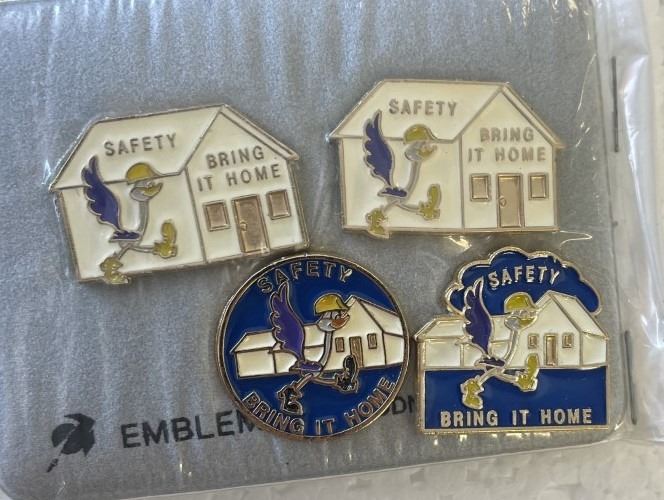 SAFETY
BRING
IT HOME
SAFETY
BRING
IT HOME
SAFETY
BRING IT HOME
SAFETY
BRING IT HOME
EMBLEM